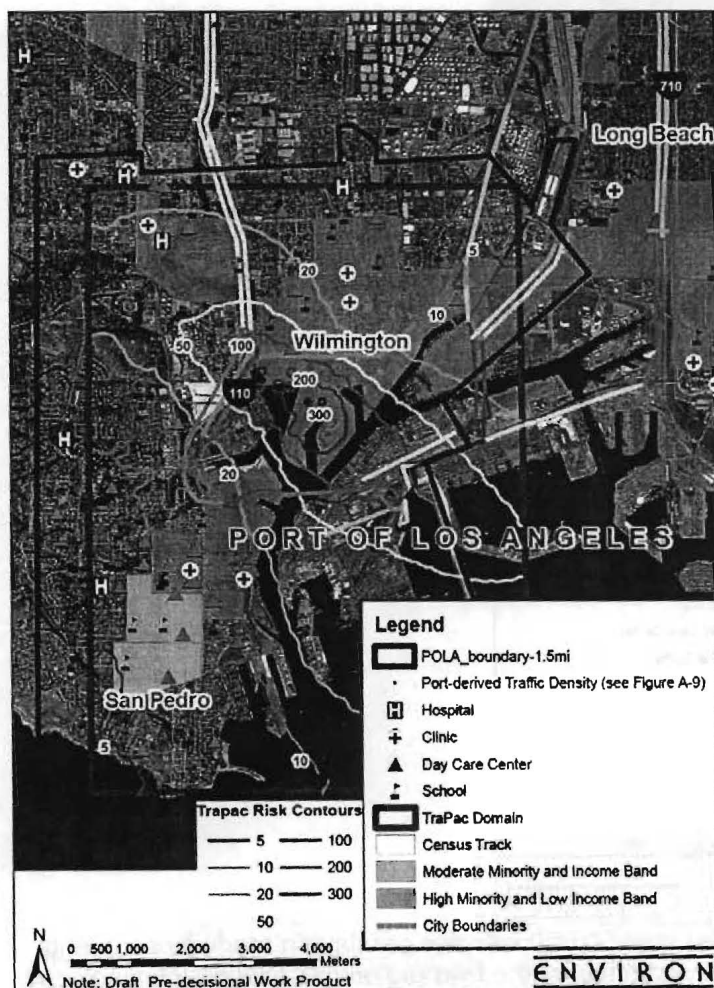 H
710
Long Beach
H
H
H
H
5
20
10
Wilmington
50
100
200
110
300
H
H
20
PORT OF LOS ANGELES
H
San Pedro
5
10
Legend
POLA_boundary-1.5mi
Port-derived Traffic Density (see Figure A-9)
H Hospital
Clinic
Day Care Center
School
TraPac Domain
Census Track
Moderate Minority and Income Band
High Minority and Low Income Band
City Boundaries
Trapac Risk Contours
5 100
10 200
20 300
50
N
500 1,000 2,000 3,000 4,000
Meters
Note: Draft Pre-decisional Work Product
ENVIRON